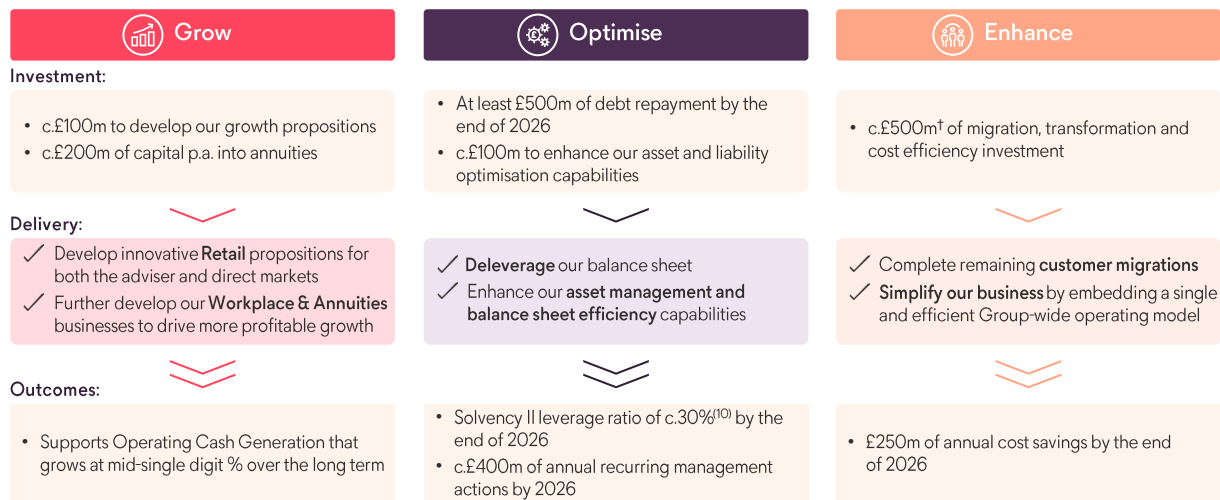 Grow
Optimise
Enhance
Investment:
• c.£100m to develop our growth propositions
• c.£200m of capital p.a. into annuities
• At least £500m of debt repayment by the
end of 2026
• c.£100m to enhance our asset and liability
optimisation capabilities
• c.£500m† of migration, transformation and
cost efficiency investment
Delivery:
✓ Develop innovative Retail propositions for
both the adviser and direct markets
✓ Further develop our Workplace & Annuities
businesses to drive more profitable growth
✓ Deleverage our balance sheet
✓ Enhance our asset management and
balance sheet efficiency capabilities
✓ Complete remaining customer migrations
✓ Simplify our business by embedding a single
and efficient Group-wide operating model
Outcomes:
• Supports Operating Cash Generation that
grows at mid-single digit % over the long term
• Solvency II leverage ratio of c.30%(10) by the
end of 2026
• c.£400m of annual recurring management
actions by 2026
• £250m of annual cost savings by the end
of 2026